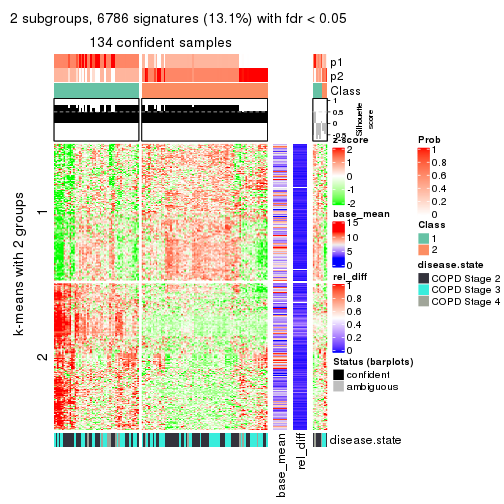 2 subgroups, 6786 signatures (13.1%) with fdr < 0.05
134 confident samples
p1
p2
Class
1
0.5
0
-0.5
Silhouette
score
k-means with 2 groups
1
2
z-score
2
1
0
-1
-2
base_mean
15
10
5
0
rel_diff
1
0.8
0.6
0.4
0.2
0
Status (barplots)
confident
ambiguous
Prob
1
0.8
0.6
0.4
0.2
0
Class
1
2
disease.state
COPD Stage 2
COPD Stage 3
COPD Stage 4
disease.state
base_mean
rel_diff